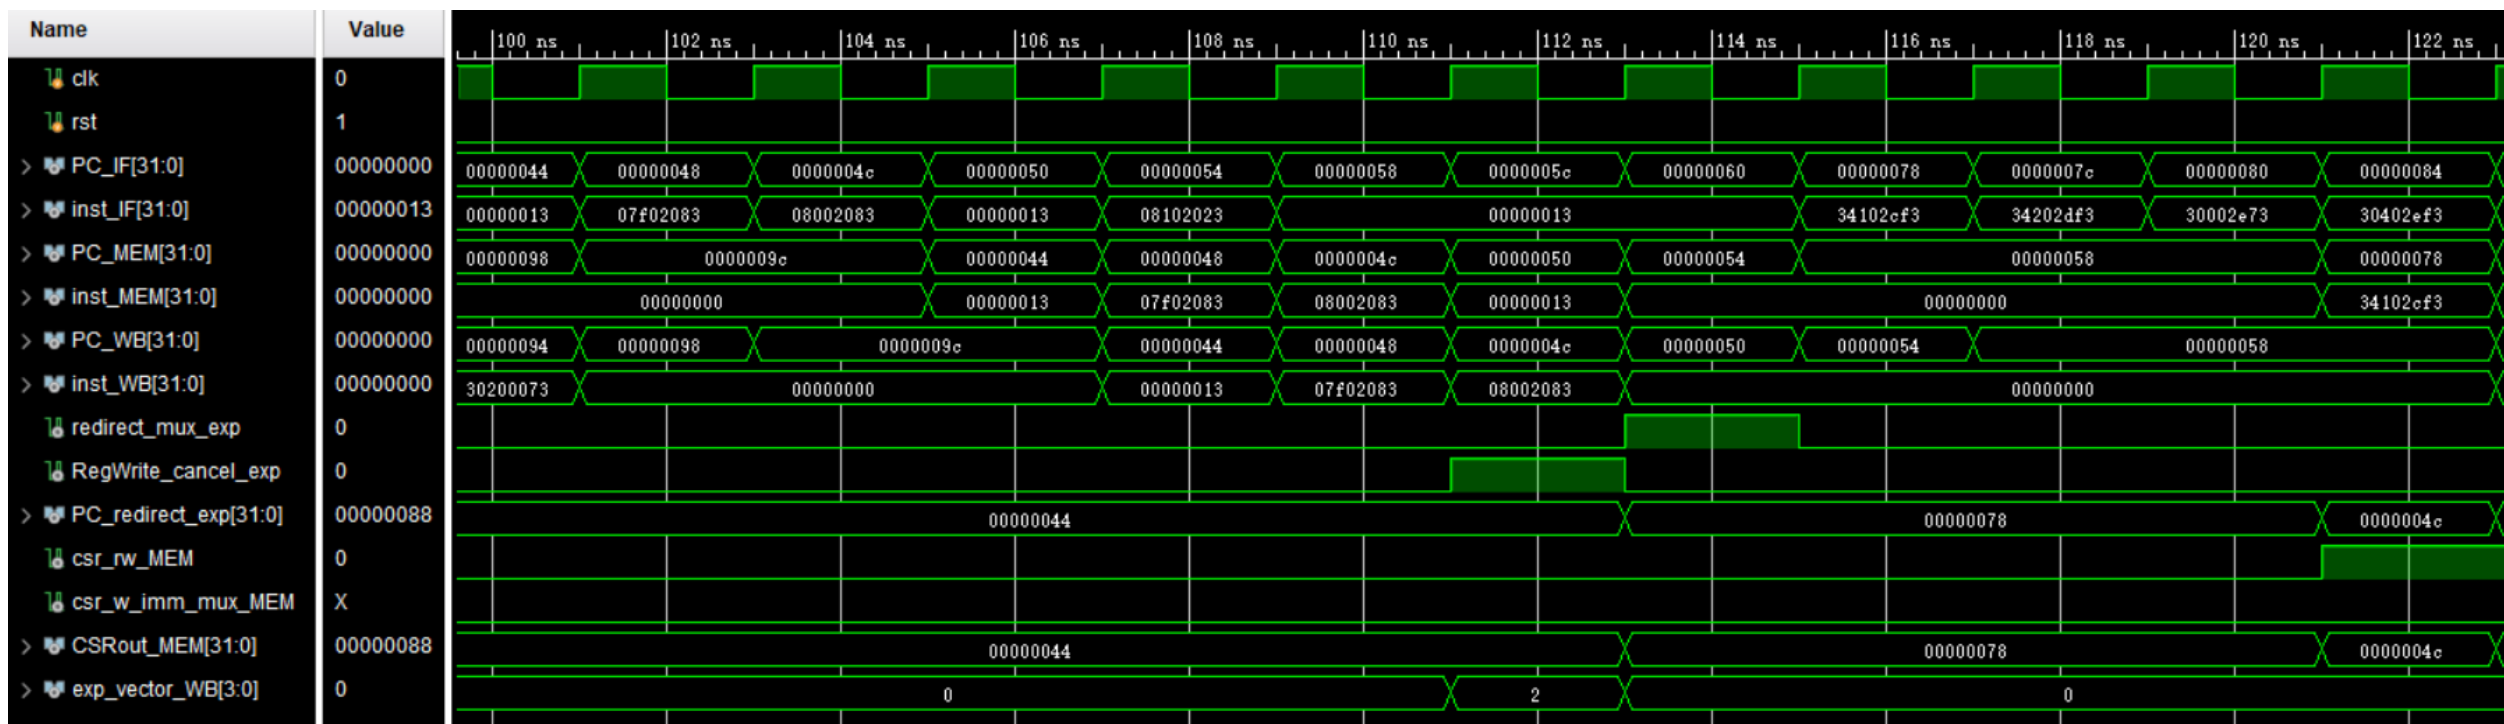 Name Value 100 ns 102 ns 104 ns 106 ns 108 ns 110 ns 112 ns 114 ns 116 ns 118 ns 120 ns 122 ns
clk 0
rst 1
> PC_IF[31:0] 00000000 00000044 00000048 0000004c 00000050 00000054 00000058 0000005c 00000060 00000078 0000007c 00000080 00000084
> inst_IF[31:0] 00000013 00000013 07f02083 08002083 00000013 08102023 00000013 34102cf3 34202df3 30002e73 30402ef3
> PC_MEM[31:0] 00000000 00000098 0000009c 00000044 00000048 0000004c 00000050 00000054 00000058 00000078
> inst_MEM[31:0] 00000000 00000000 00000013 07f02083 08002083 00000013 00000000 34102cf3
> PC_WB[31:0] 00000000 00000094 00000098 0000009c 00000044 00000048 0000004c 00000050 00000054 00000058
> inst_WB[31:0] 00000000 30200073 00000000 00000013 07f02083 08002083 00000000
redirect_mux_exp 0
RegWrite_cancel_exp 0
> PC_redirect_exp[31:0] 00000088 00000044 00000078 0000004c
csr_rw_MEM 0
csr_w_imm_mux_MEM X
> CSRout_MEM[31:0] 00000088 00000044 00000078 0000004c
> exp_vector_WB[3:0] 0 0 2 0